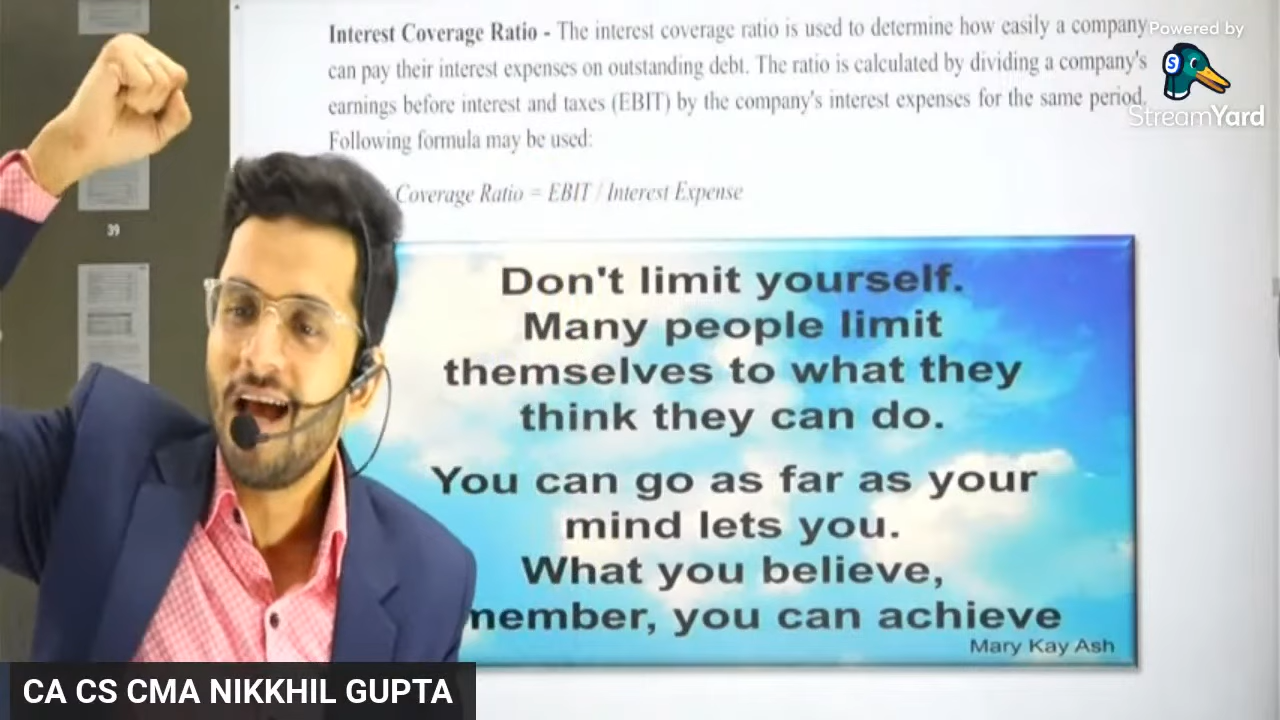 Interest Coverage Ratio - The interest coverage ratio is used to determine how easily a company
can pay their interest expenses on outstanding debt. The ratio is calculated by dividing a company's
earnings before interest and taxes (EBIT) by the company's interest expenses for the same period.
Following formula may be used:
Coverage Ratio = EBIT / Interest Expense
Powered by
S
StreamYard
39
Don't limit yourself.
Many people limit
themselves to what they
think they can do.
You can go as far as your
mind lets you.
What you believe,
member, you can achieve
Mary Kay Ash
CA CS CMA NIKKHIL GUPTA